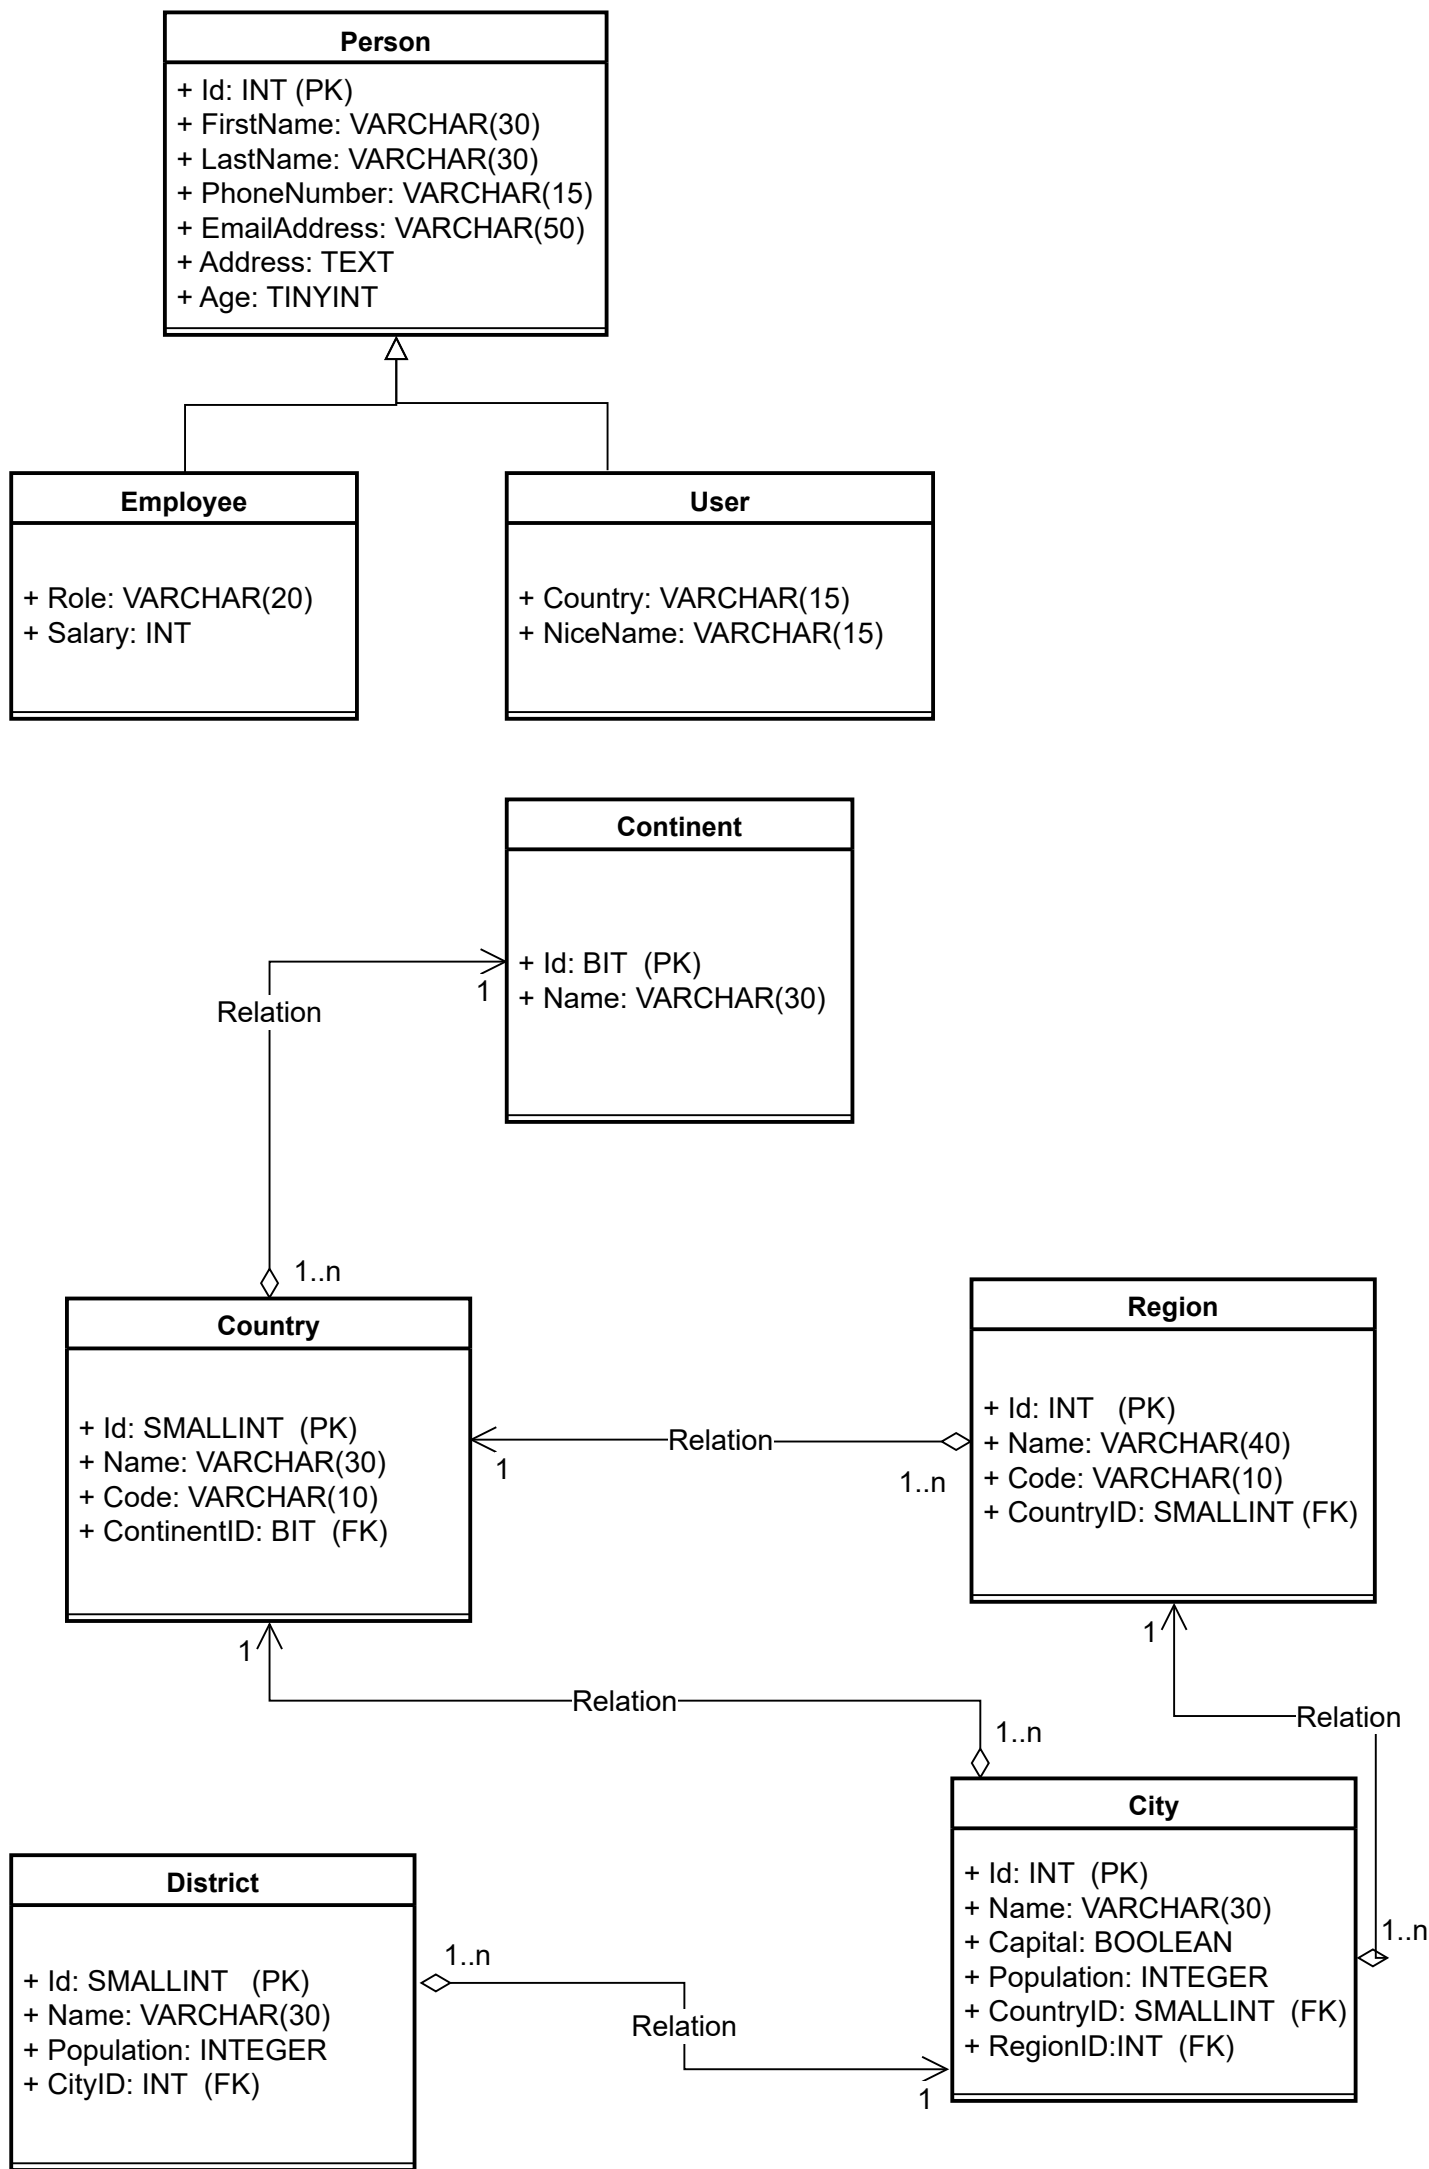 Person
+ Id: INT (PK)
+ FirstName: VARCHAR(30)
+ LastName: VARCHAR(30)
+ PhoneNumber: VARCHAR(15)
+ EmailAddress: VARCHAR(50)
+ Address: TEXT
+ Age: TINYINT
Employee
+ Role: VARCHAR(20)
+ Salary: INT
User
+ Country: VARCHAR(15)
+ NiceName: VARCHAR(15)
Continent
+ Id: BIT  (PK)
+ Name: VARCHAR(30)
1
Relation
1..n
Country
+ Id: SMALLINT  (PK)
+ Name: VARCHAR(30)
+ Code: VARCHAR(10)
+ ContinentID: BIT  (FK)
Relation
1
1..n
Region
+ Id: INT   (PK)
+ Name: VARCHAR(40)
+ Code: VARCHAR(10)
+ CountryID: SMALLINT (FK)
1
Relation
1..n
1
Relation
1..n
City
+ Id: INT  (PK)
+ Name: VARCHAR(30)
+ Capital: BOOLEAN
+ Population: INTEGER
+ CountryID: SMALLINT  (FK)
+ RegionID:INT  (FK)
District
+ Id: SMALLINT   (PK)
+ Name: VARCHAR(30)
+ Population: INTEGER
+ CityID: INT  (FK)
1..n
Relation
1